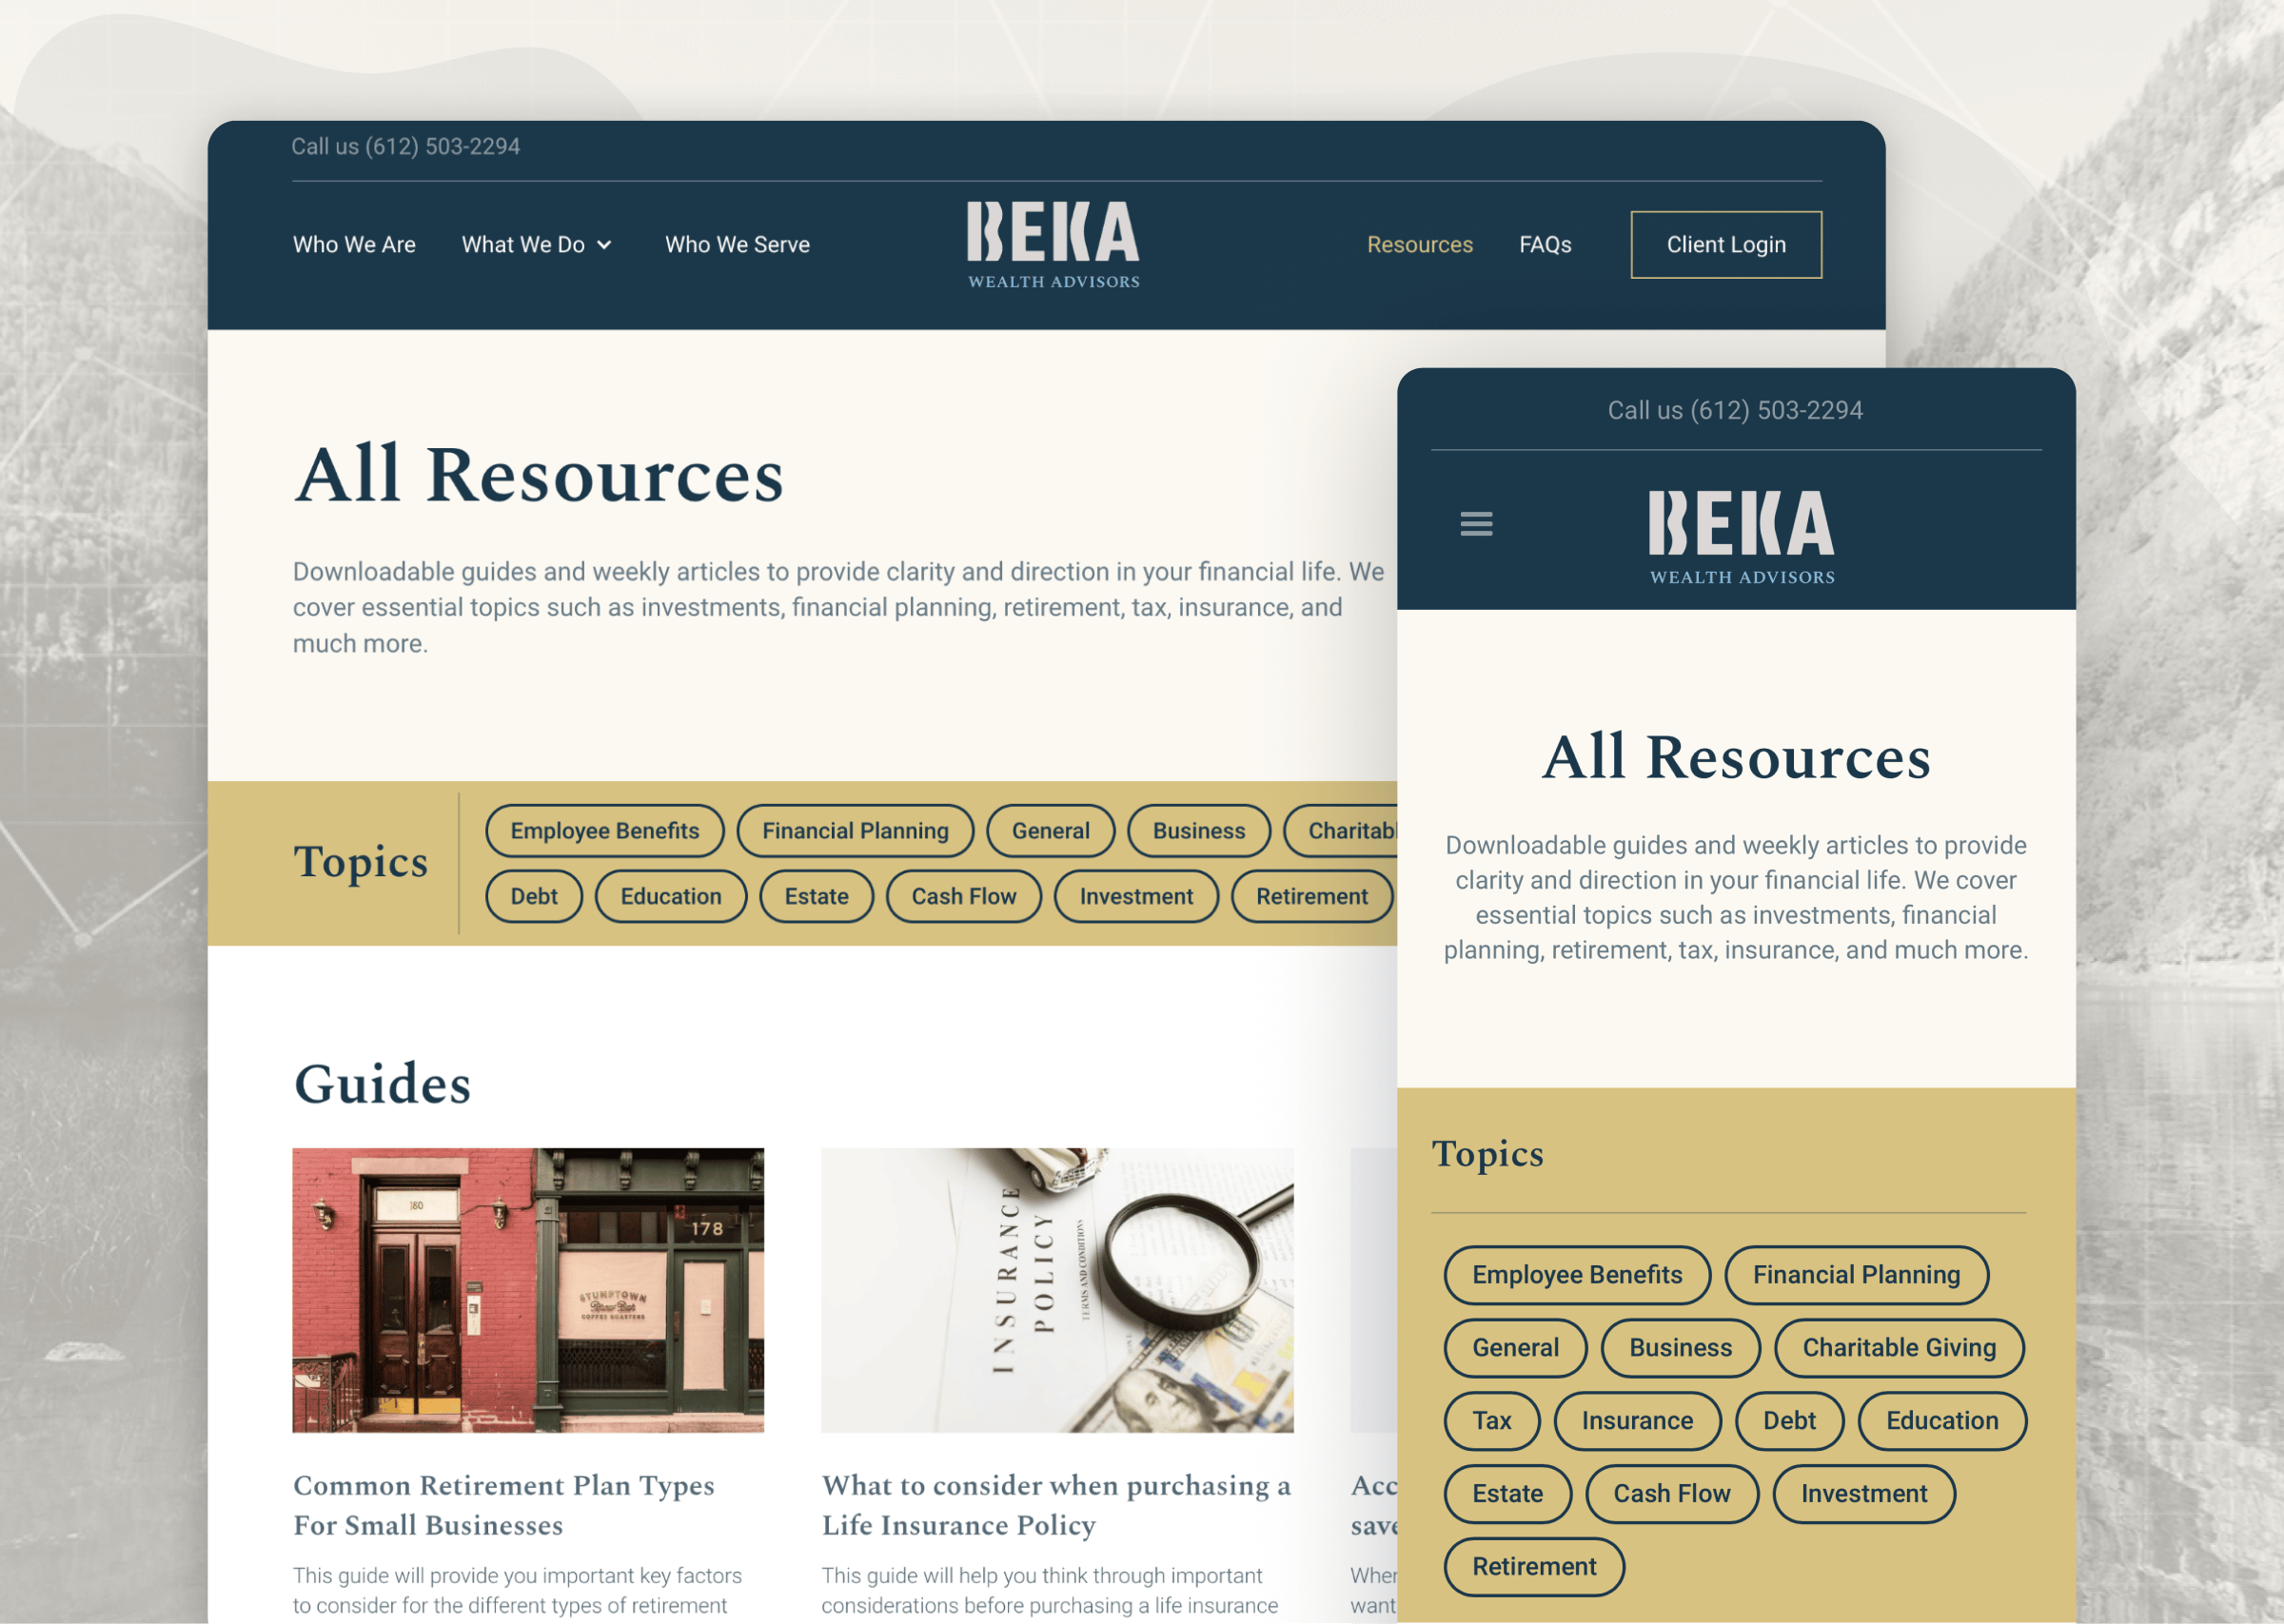 Call us (612) 503-2294
Who We Are
What We Do
Who We Serve
BEKA
WEALTH ADVISORS
Resources
FAQs
Client Login
All Resources
Downloadable guides and weekly articles to provide clarity and direction in your financial life. We
cover essential topics such as investments, financial planning, retirement, tax, insurance, and
much more.
Topics
Employee Benefits
Financial Planning
General
Business
Charitabl
Debt
Education
Estate
Cash Flow
Investment
Retirement
Guides
180
178
STUMPTOWN
COFFEE ROASTERS
INSURANCE
POLICY
TERMS AND CONDITIONS
Common Retirement Plan Types
For Small Businesses
This guide will provide you important key factors
to consider for the different types of retirement
What to consider when purchasing a
Life Insurance Policy
This guide will help you think through important
considerations before purchasing a life insurance
Acc
save
When
want
Call us (612) 503-2294
BEKA
WEALTH ADVISORS
All Resources
Downloadable guides and weekly articles to provide
clarity and direction in your financial life. We cover
essential topics such as investments, financial
planning, retirement, tax, insurance, and much more.
Topics
Employee Benefits
Financial Planning
General
Business
Charitable Giving
Tax
Insurance
Debt
Education
Estate
Cash Flow
Investment
Retirement